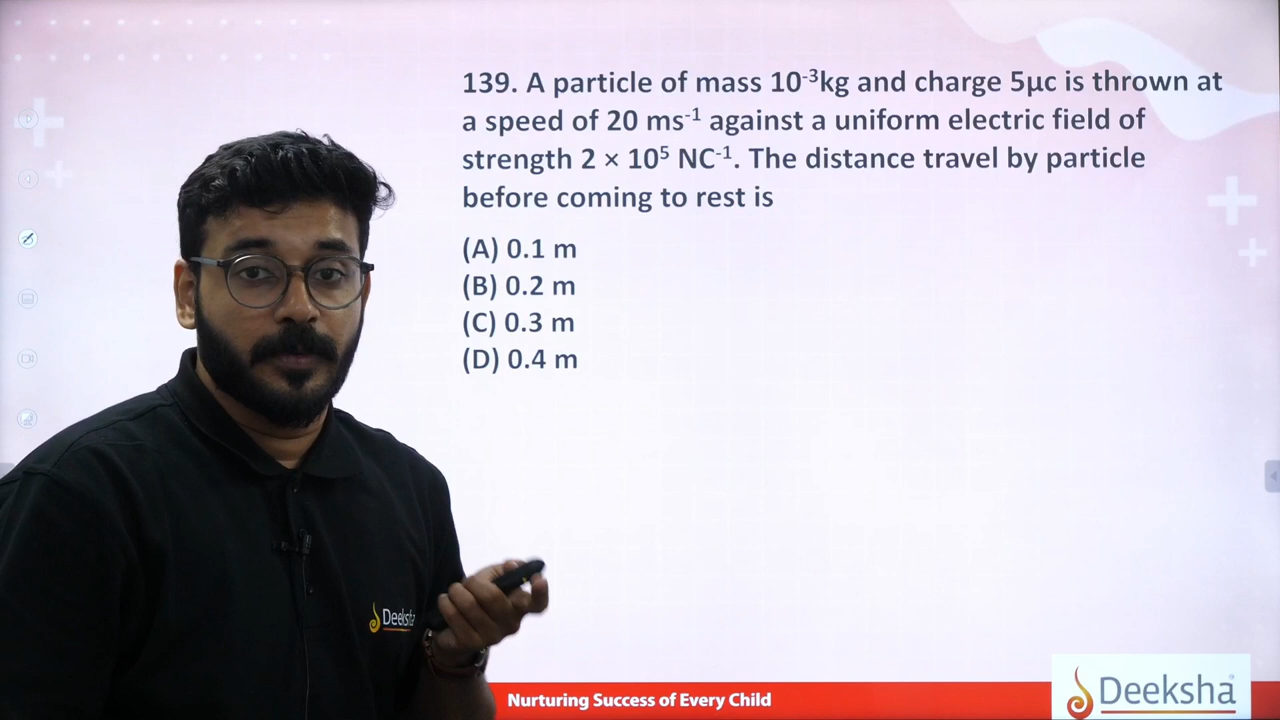 139. A particle of mass 10⁻³kg and charge 5μc is thrown at
a speed of 20 ms⁻¹ against a uniform electric field of
strength 2 × 10⁵ NC⁻¹. The distance travel by particle
before coming to rest is
(A) 0.1 m
(B) 0.2 m
(C) 0.3 m
(D) 0.4 m
Deeksha
Nurturing Success of Every Child
Deeksha